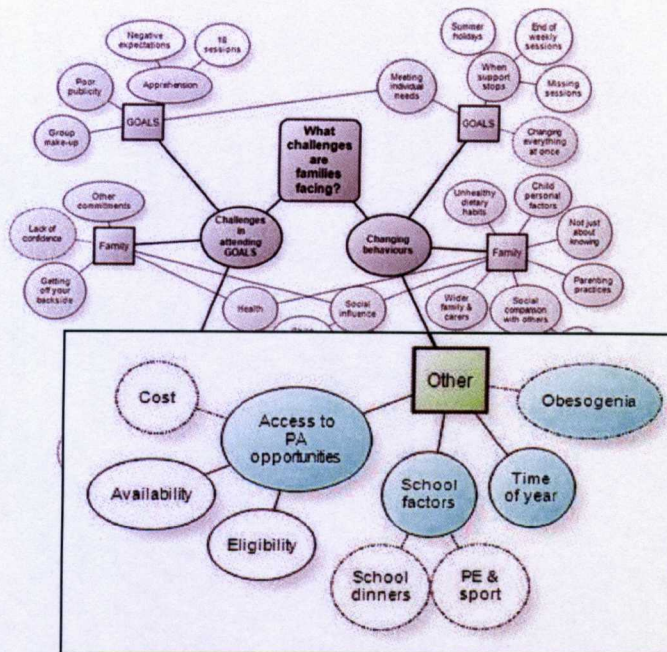 Negative
expectations
18
sessions
Apprehension
Poor
publicity
GOALS
Group
make-up
Summer
holidays
End of
weekly
sessions
When
support
stops
Missing
sessions
Meeting
individual
needs
GOALS
Changing
everything
at once
What
challenges
are
families
facing?
Other
commitments
Lack of
confidence
Family
Getting
off your
backside
Challenges
in
attending
GOALS
Changing
behaviours
Unhealthy
dietary
habits
Child
personal
factors
Not just
about
knowing
Family
Parenting
practices
Health
Social
influence
Wider
family &
carers
Social
comparison
with others
Other
Cost
Access to
PA
opportunities
Obesogenia
Availability
School
factors
Time
of year
Eligibility
School
dinners
PE &
sport